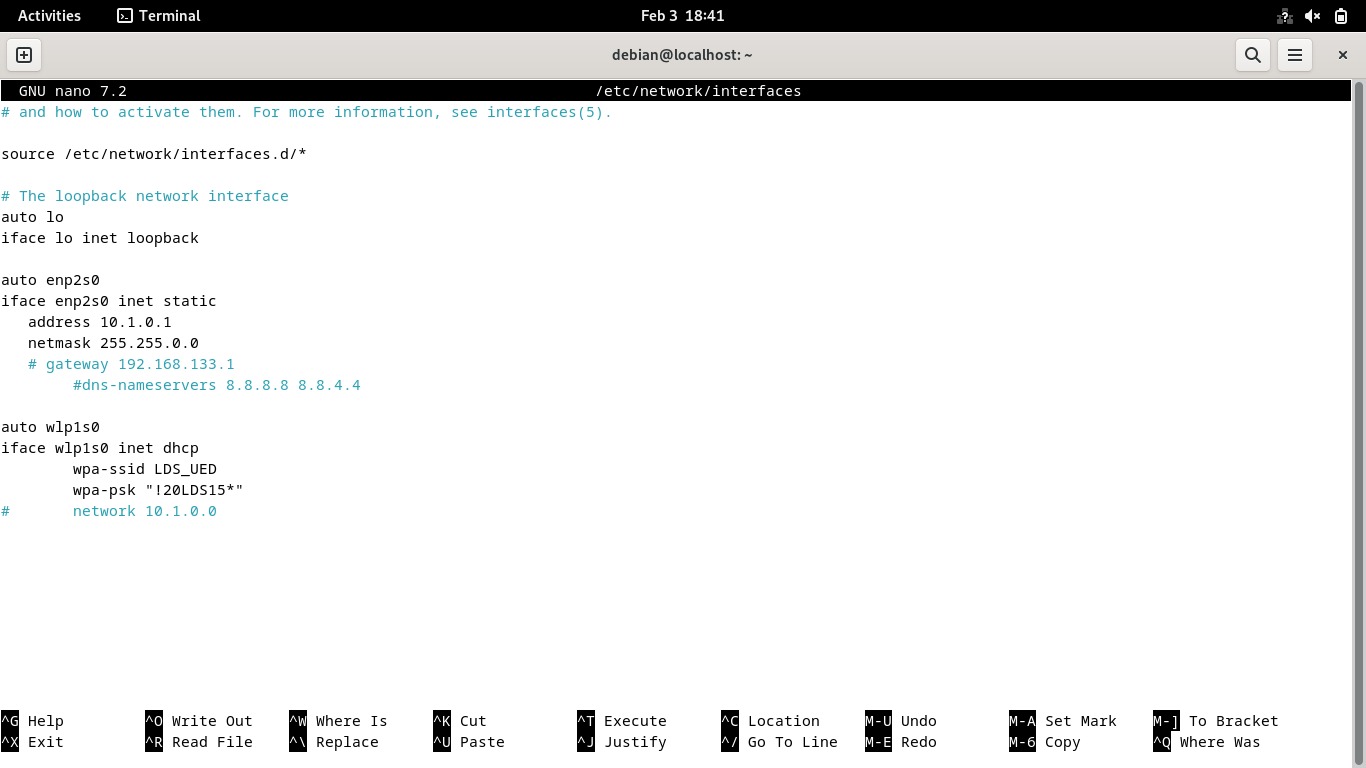 Activities Terminal Feb 3 18:41
debian@localhost: ~
GNU nano 7.2 /etc/network/interfaces
# and how to activate them. For more information, see interfaces(5).
source /etc/network/interfaces.d/*
# The loopback network interface
auto lo
iface lo inet loopback
auto enp2s0
iface enp2s0 inet static
   address 10.1.0.1
   netmask 255.255.0.0
   # gateway 192.168.133.1
        #dns-nameservers 8.8.8.8 8.8.4.4
auto wlp1s0
iface wlp1s0 inet dhcp
        wpa-ssid LDS_UED
        wpa-psk "!20LDS15*"
#       network 10.1.0.0
^G Help ^O Write Out ^W Where Is ^K Cut ^T Execute ^C Location M-U Undo M-A Set Mark M-] To Bracket
^X Exit ^R Read File ^\ Replace ^U Paste ^J Justify ^/ Go To Line M-E Redo M-6 Copy ^Q Where Was